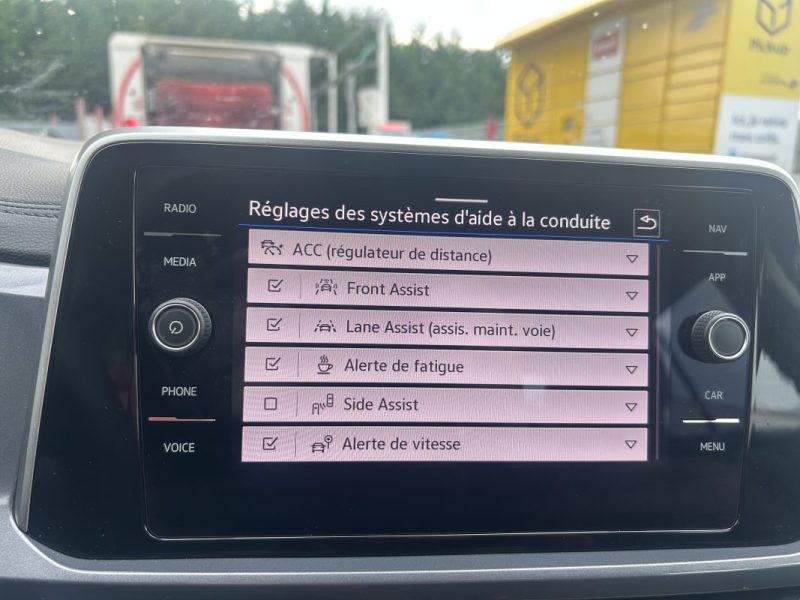 RADIO
MEDIA
PHONE
VOICE
Réglages des systèmes d'aide à la conduite
ACC (régulateur de distance)
Front Assist
Lane Assist (assis. maint. voie)
Alerte de fatigue
Side Assist
Alerte de vitesse
NAV
APP
CAR
MENU
Pickup